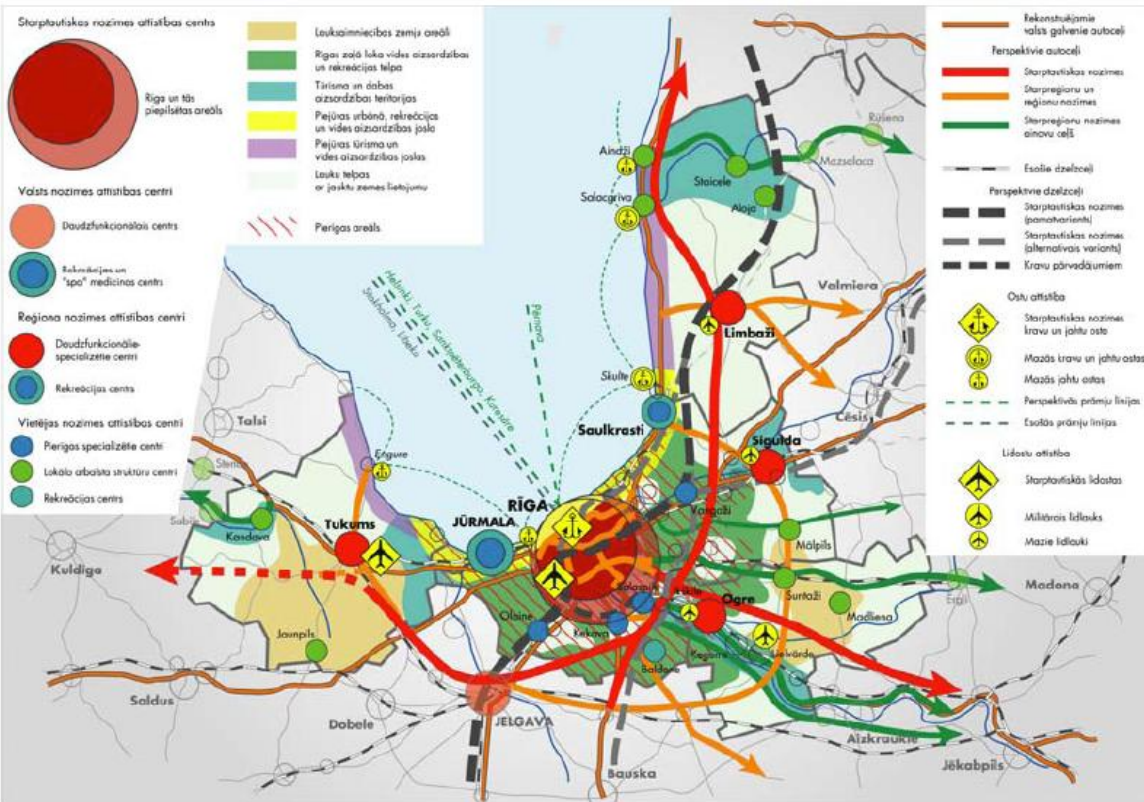 Starptautiskas nozīmes attīstības centri
Rīga un tās
piepilsētas areāls
Valsts nozīmes attīstības centri
Daudzfunkcionālais centrs
Rekreācijas un
"spa" medicīnas centrs
Reģiona nozīmes attīstības centri
Daudzfunkcionālie-
specializētie centri
Rekreācijas centrs
Vietējas nozīmes attīstības centri
Pierīgas specializētie centri
Lokālo arbalsta struktūru centri
Rekreācijas centrs
Lauksaimniecības zemju areāli
Rīgas zaļā loka vides aizsardzības
un rekreācijas telpa
Tūrisma un dabas
aizsardzības teritorijas
Piejūras urbānā, rekreācijas
un vides aizsardzības josla
Piejūras tūrisma un
vides aizsardzības joslas
Lauku telpas
ar jauktu zemes lietojumu
Pierīgas areāls
Rekonstruējamie
valsts galvenie autoceļi
Perspektīvie autoceļi
Starptautiskas nozīmes
Starpreģionu un
reģionu nozīmes
Starpreģionu nozīmes
ainavu ceļš
Esošie dzelzceļi
Perspektīvie dzelzceļi
Starptautiskas nozīmes
(pamatvariants)
Starptautiskas nozīmes
(alternatīvais variants)
Kravu pārvadājumiem
Ostu attīstība
Starptautiskās nozīmes
kravu un jahtu osta
Mazās kravu un jahtu ostas
Mazās jahtu ostas
Perspektīvās prāmju līnijas
Esošās prāmju līnijas
Lidostu attīstība
Starptautiskās lidostas
Militārais lidlauks
Mazie lidlauki
Rūšena
Mazsalaca
Ainaži
Staicele
Salacgrīva
Aloja
Valmiera
Limbaži
Helsinki, Turku, Sanktpēterburga, Kuresāre
Stokholma, Lībeka
Pērnava
Skulte
Cēsis
Saulkrasti
Sigulda
Talsi
Stende
Engure
RĪGA
JŪRMALA
Vangaži
Sabile
Kandava
Tukums
Mālpils
Kuldīga
Salaspils
Ogre
Suntaži
Madliena
Ērgļi
Madona
Olaine
Ķekava
Ķegums
Lielvārde
Jaunpils
Baldone
Saldus
Dobele
JELGAVA
Aizkraukle
Bauska
Jēkabpils